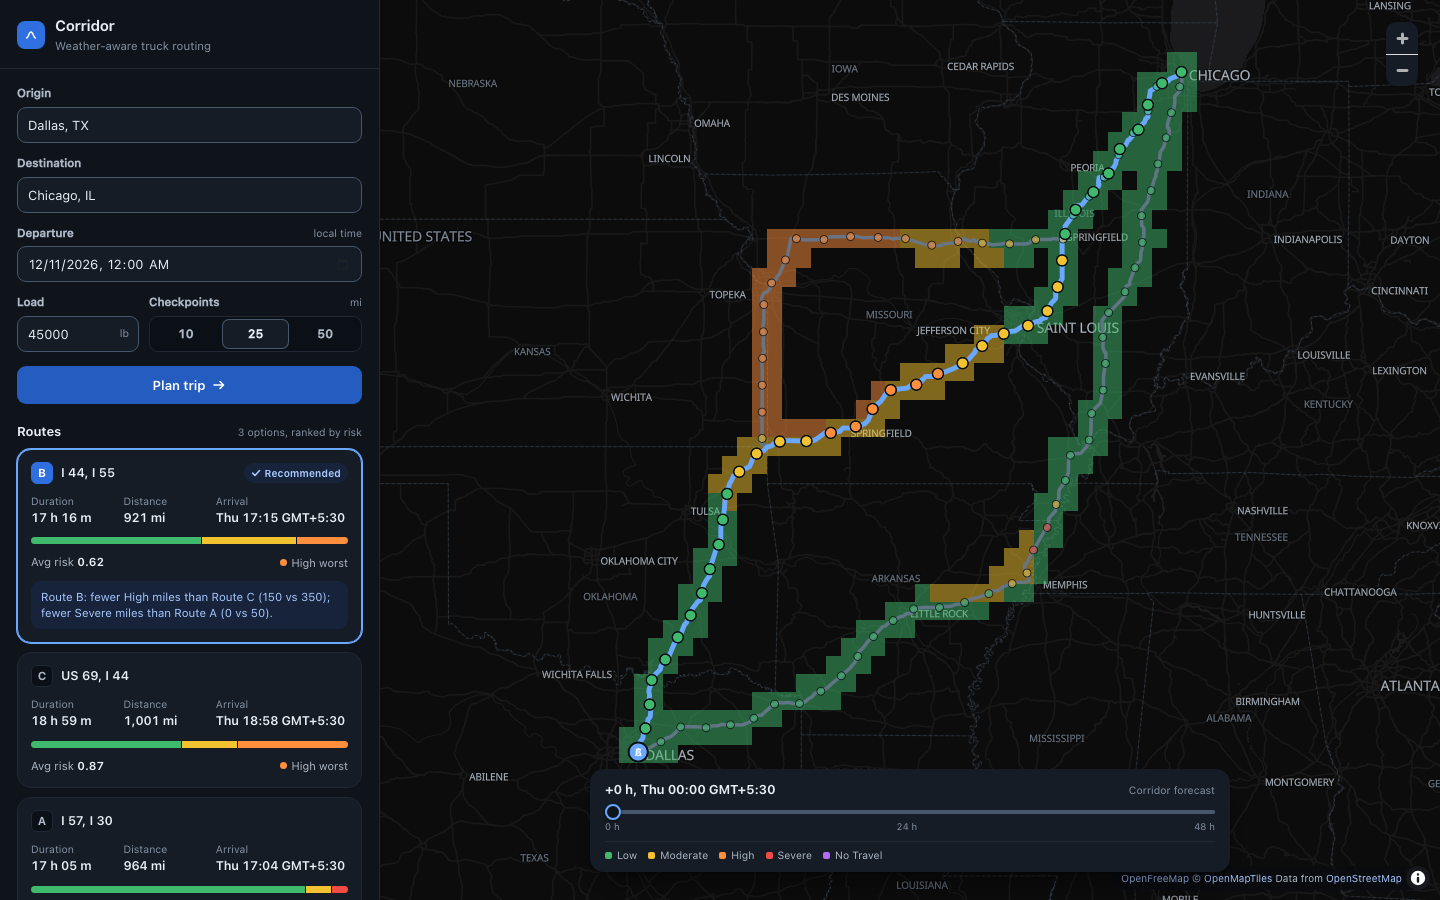 Corridor
Weather-aware truck routing
Origin
Dallas, TX
Destination
Chicago, IL
Departure
local time
12/11/2026, 12:00 AM
Load
Checkpoints
mi
45000
lb
10
25
50
Plan trip →
Routes
3 options, ranked by risk
B
I 44, I 55
✓ Recommended
Duration
Distance
Arrival
17 h 16 m
921 mi
Thu 17:15 GMT+5:30
Avg risk 0.62
High worst
Route B: fewer High miles than Route C (150 vs 350);
fewer Severe miles than Route A (0 vs 50).
C
US 69, I 44
Duration
Distance
Arrival
18 h 59 m
1,001 mi
Thu 18:58 GMT+5:30
Avg risk 0.87
High worst
A
I 57, I 30
Duration
Distance
Arrival
17 h 05 m
964 mi
Thu 17:04 GMT+5:30
LANSING
IOWA
CEDAR RAPIDS
CHICAGO
NEBRASKA
DES MOINES
TO
OMAHA
LINCOLN
PEORIA
INDIANA
ILLINOIS
UNITED STATES
SPRINGFIELD
INDIANAPOLIS
DAYTON
CINCINNATI
TOPEKA
MISSOURI
JEFFERSON CITY
SAINT LOUIS
KANSAS
LOUISVILLE
LEXINGTON
EVANSVILLE
WICHITA
KENTUCKY
SPRINGFIELD
TULSA
NASHVILLE
KNOXV
TENNESSEE
OKLAHOMA CITY
ARKANSAS
MEMPHIS
CHATTANOOGA
OKLAHOMA
LITTLE ROCK
HUNTSVILLE
WICHITA FALLS
ATLANTA
BIRMINGHAM
ALABAMA
MISSISSIPPI
DALLAS
ABILENE
MONTGOMERY
GE
TEXAS
LOUISIANA
MOBILE
+0 h, Thu 00:00 GMT+5:30
Corridor forecast
0 h
24 h
48 h
Low
Moderate
High
Severe
No Travel
OpenFreeMap © OpenMapTiles Data from OpenStreetMap